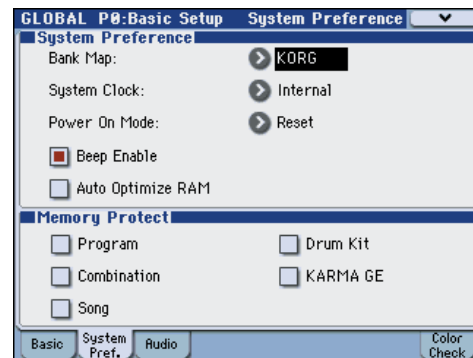 GLOBAL P0:Basic Setup System Preference
System Preference
Bank Map: KORG
System Clock: Internal
Power On Mode: Reset
Beep Enable
Auto Optimize RAM
Memory Protect
Program Drum Kit
Combination KARMA GE
Song
Basic System Pref. Audio Color Check